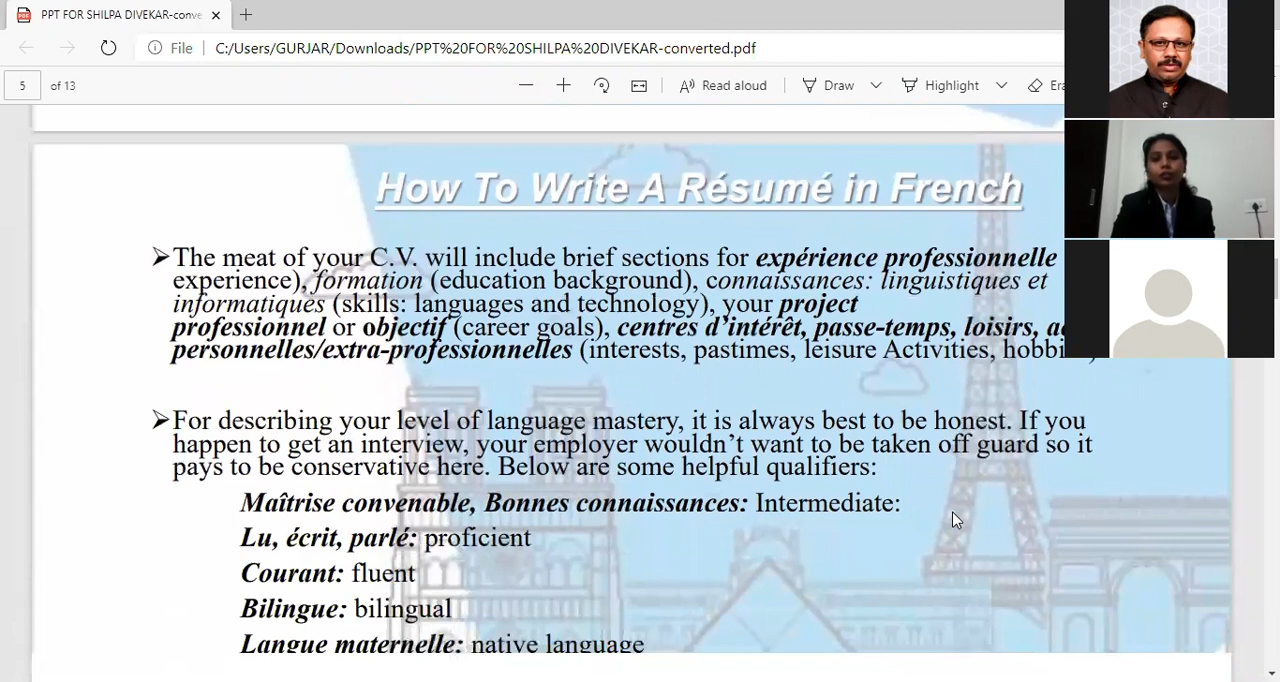 PPT FOR SHILPA DIVEKAR-conve
File
C:/Users/GURJAR/Downloads/PPT%20FOR%20SHILPA%20DIVEKAR-converted.pdf
5 of 13
Read aloud
Draw
Highlight
How To Write A Résumé in French
➢The meat of your C.V. will include brief sections for expérience professionnelle
experience), formation (education background), connaissances: linguistiques et
informatiques (skills: languages and technology), your project
professionnel or objectif (career goals), centres d’intérêt, passe-temps, loisirs,
personnelles/extra-professionnelles (interests, pastimes, leisure Activities,
➢For describing your level of language mastery, it is always best to be honest. If you
happen to get an interview, your employer wouldn’t want to be taken off guard so it
pays to be conservative here. Below are some helpful qualifiers:
Maîtrise convenable, Bonnes connaissances: Intermediate:
Lu, écrit, parlé: proficient
Courant: fluent
Bilingue: bilingual
Langue maternelle: native language